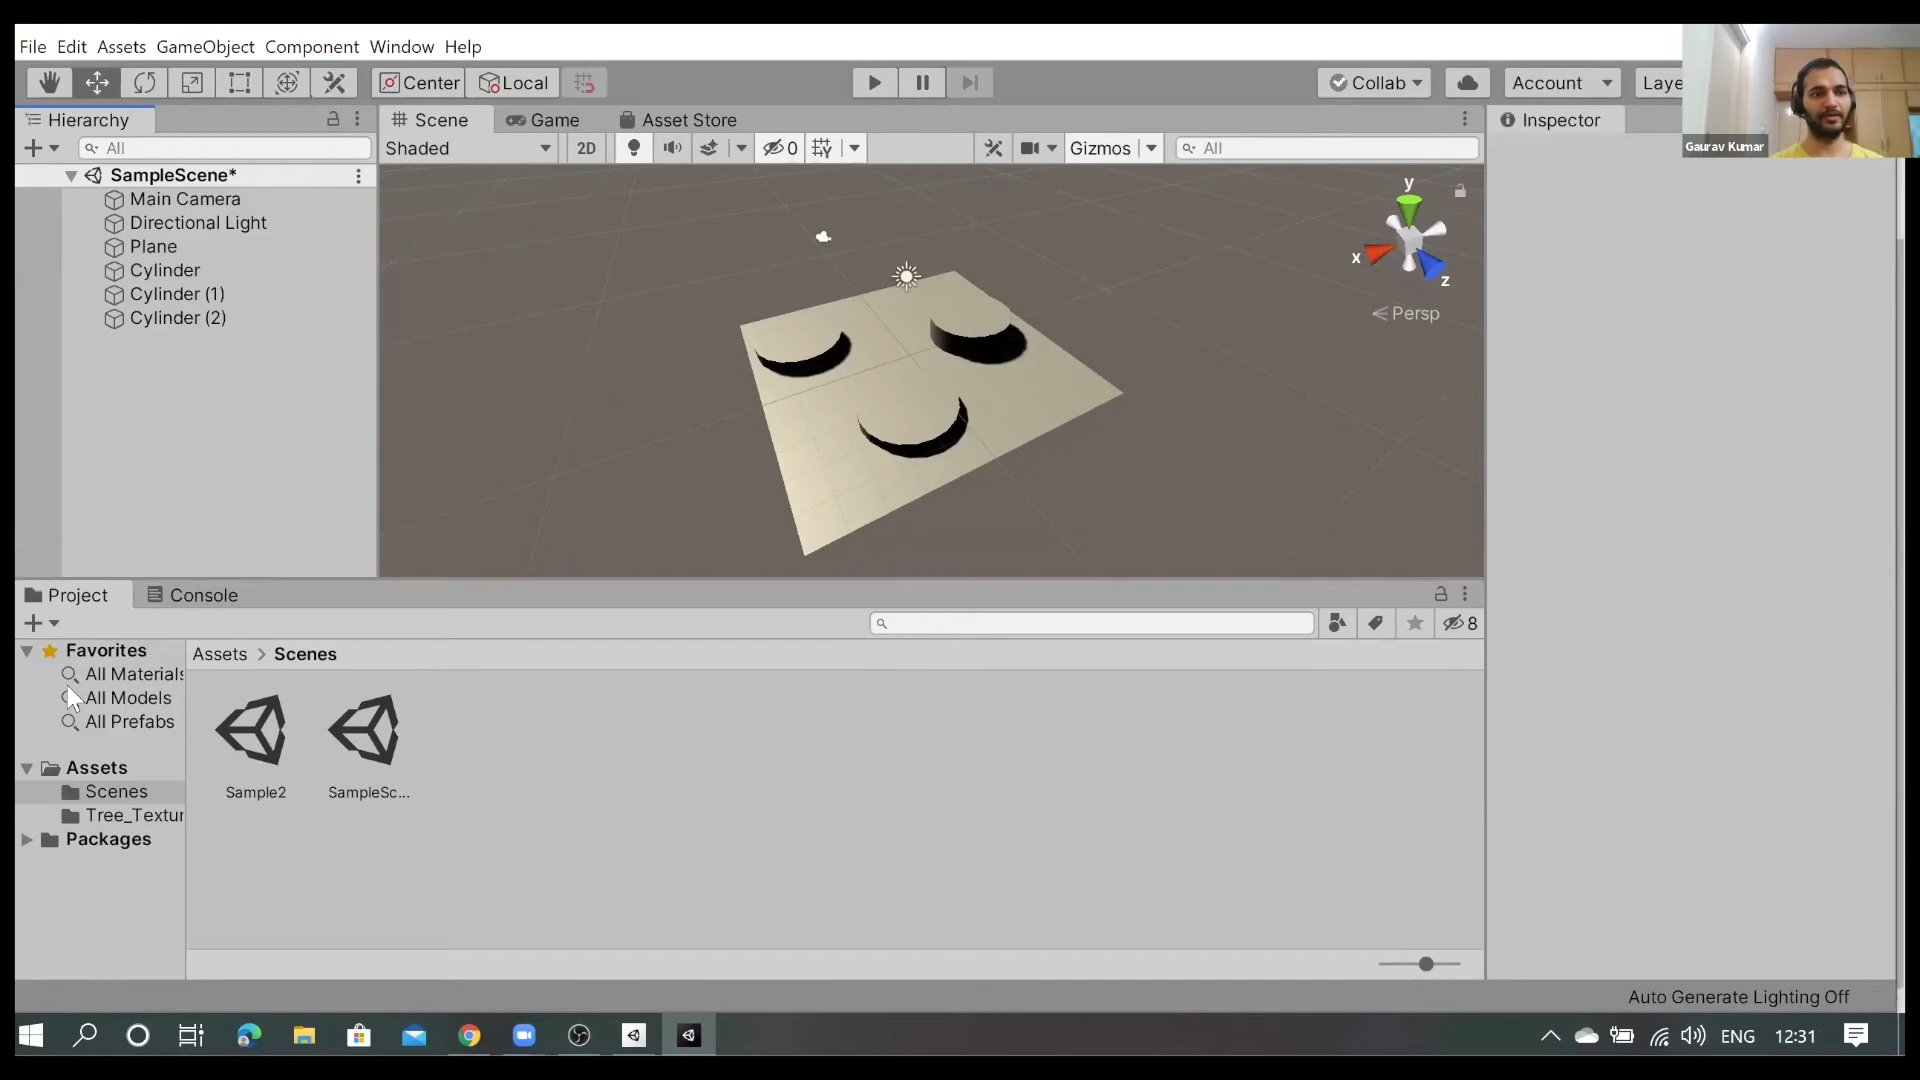 File Edit Assets GameObject Component Window Help
Center Local Collab Account Laye
Gaurav Kumar
Hierarchy Scene Game Asset Store Inspector
All Shaded 2D 0 Gizmos All
SampleScene*
Main Camera
Directional Light
Plane
Cylinder
Cylinder (1)
Cylinder (2)
y
x
z
Persp
Project Console
8
Favorites
All Materials
All Models
All Prefabs
Assets
Scenes
Tree_Textur
Packages
Assets > Scenes
Sample2 SampleSc...
Auto Generate Lighting Off
ENG 12:31